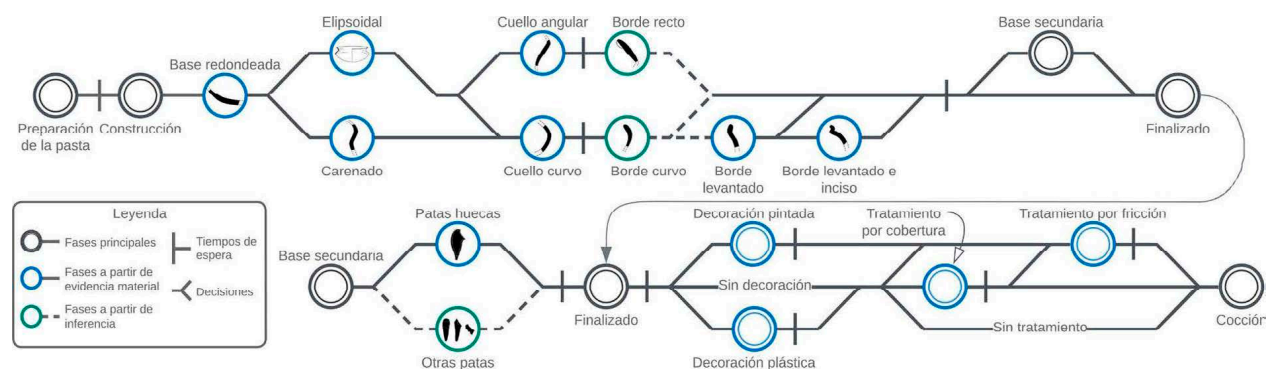 Elipsoidal
Cuello angular
Borde recto
Base secundaria
Base redondeada
Preparación
de la pasta
Construcción
Finalizado
Carenado
Cuello curvo
Borde curvo
Borde
levantado
Borde levantado e
inciso
Leyenda
Fases principales
Tiempos de
espera
Fases a partir de
evidencia material
Decisiones
Fases a partir de
inferencia
Patas huecas
Decoración pintada
Tratamiento
por cobertura
Tratamiento por fricción
Base secundaria
Sin decoración
Finalizado
Cocción
Sin tratamiento
Otras patas
Decoración plástica